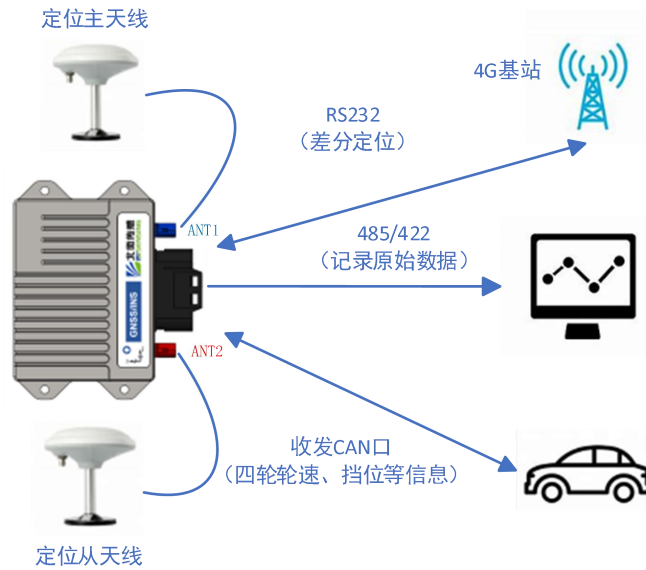 定位主天线
4G基站
RS232
（差分定位）
ANT1
485/422
（记录原始数据）
GNSS/INS
ANT2
收发CAN口
（四轮轮速、挡位等信息）
定位从天线